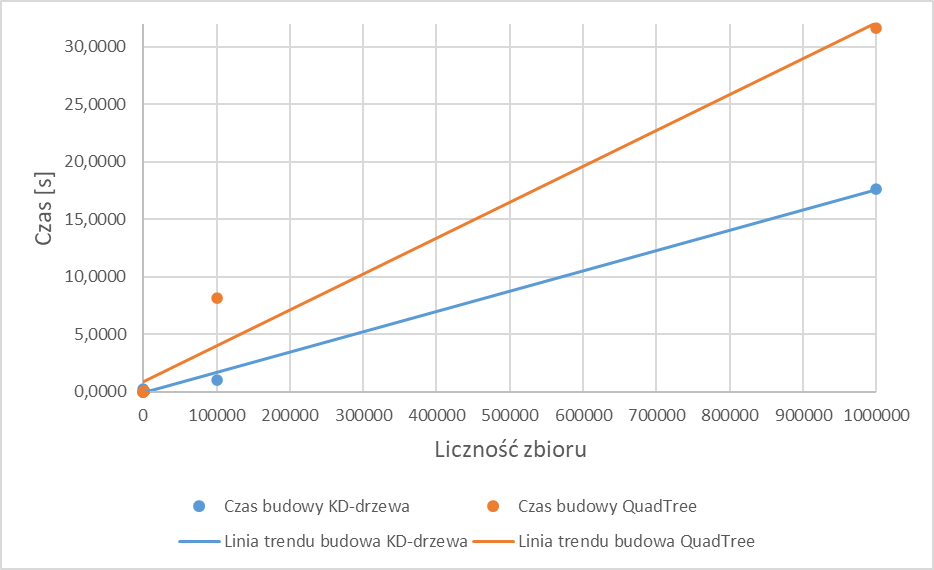 30,0000
25,0000
20,0000
15,0000
10,0000
5,0000
0,0000
Czas [s]
0 100000 200000 300000 400000 500000 600000 700000 800000 900000 1000000
Liczność zbioru
Czas budowy KD-drzewa Czas budowy QuadTree
Linia trendu budowa KD-drzewa Linia trendu budowa QuadTree